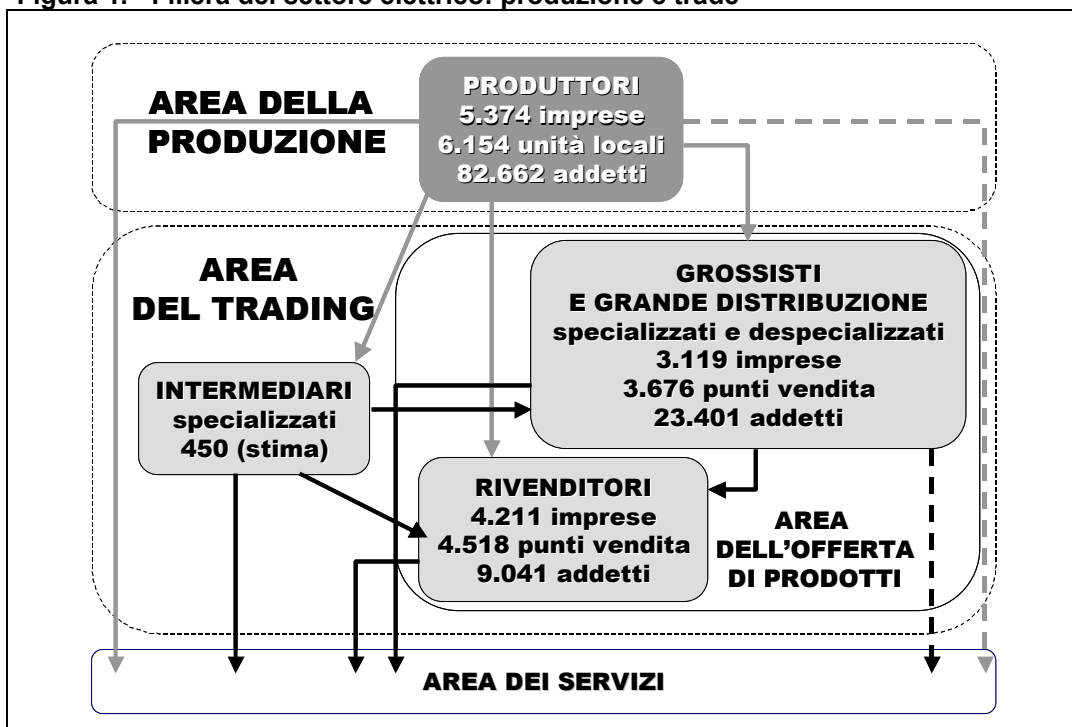 Figura 1. Filiera del settore elettrico: produzione e trade
AREA DELLA
PRODUZIONE
PRODUTTORI
5.374 imprese
6.154 unità locali
82.662 addetti
AREA
DEL TRADING
GROSSISTI
E GRANDE DISTRIBUZIONE
specializzati e despecializzati
3.119 imprese
3.676 punti vendita
23.401 addetti
INTERMEDIARI
specializzati
450 (stima)
RIVENDITORI
4.211 imprese
4.518 punti vendita
9.041 addetti
AREA
DELL'OFFERTA
DI PRODOTTI
AREA DEI SERVIZI